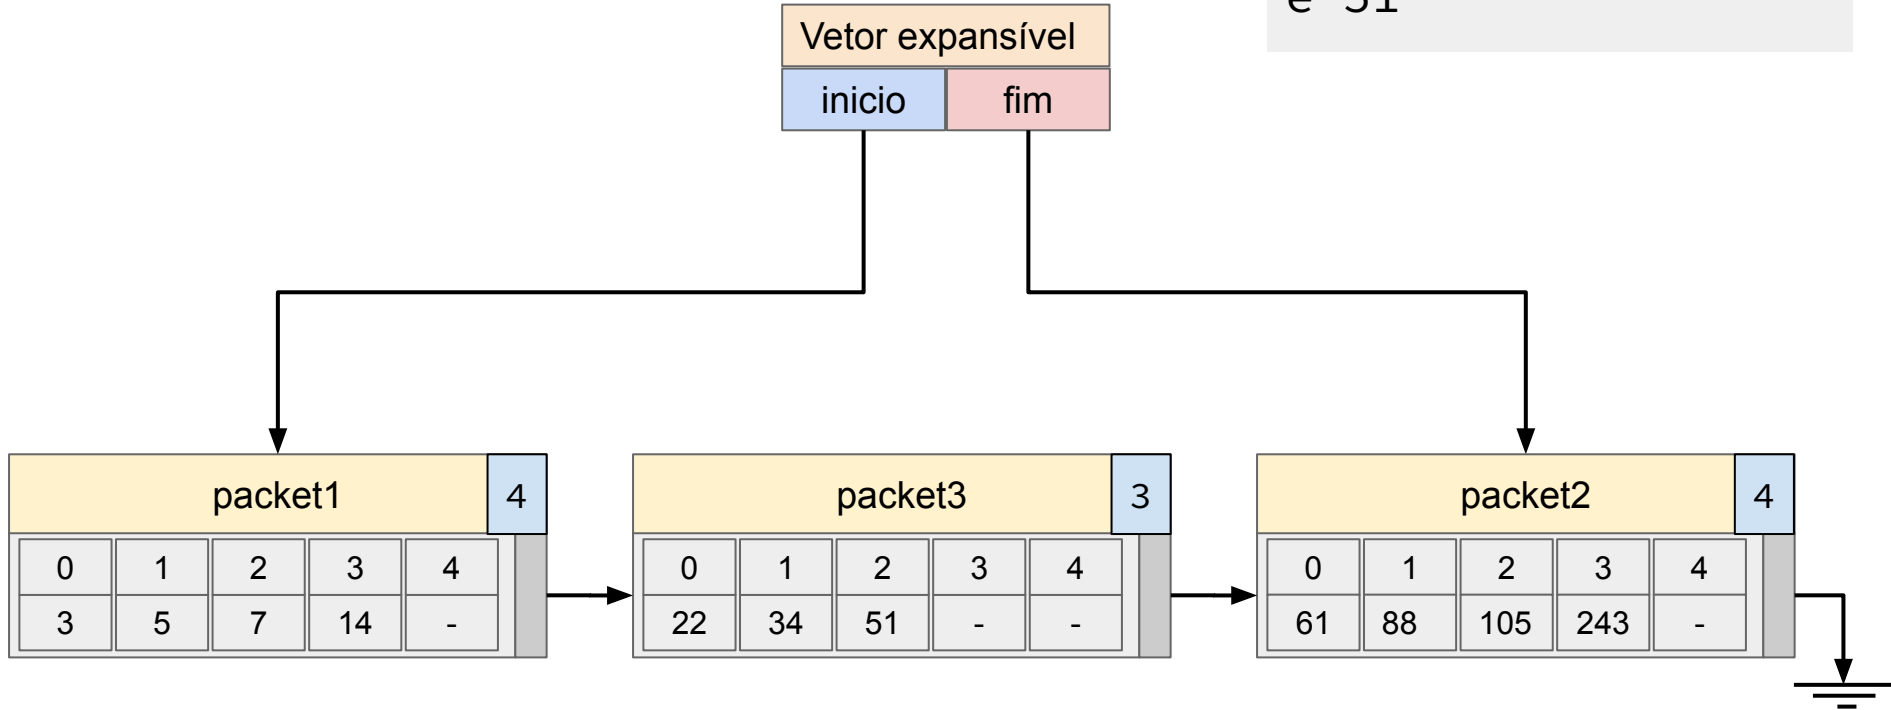 e 51
Vetor expansível
inicio fim
packet1 4 packet3 3 packet2 4
0 1 2 3 4 0 1 2 3 4 0 1 2 3 4
3 5 7 14 - 22 34 51 - - 61 88 105 243 -